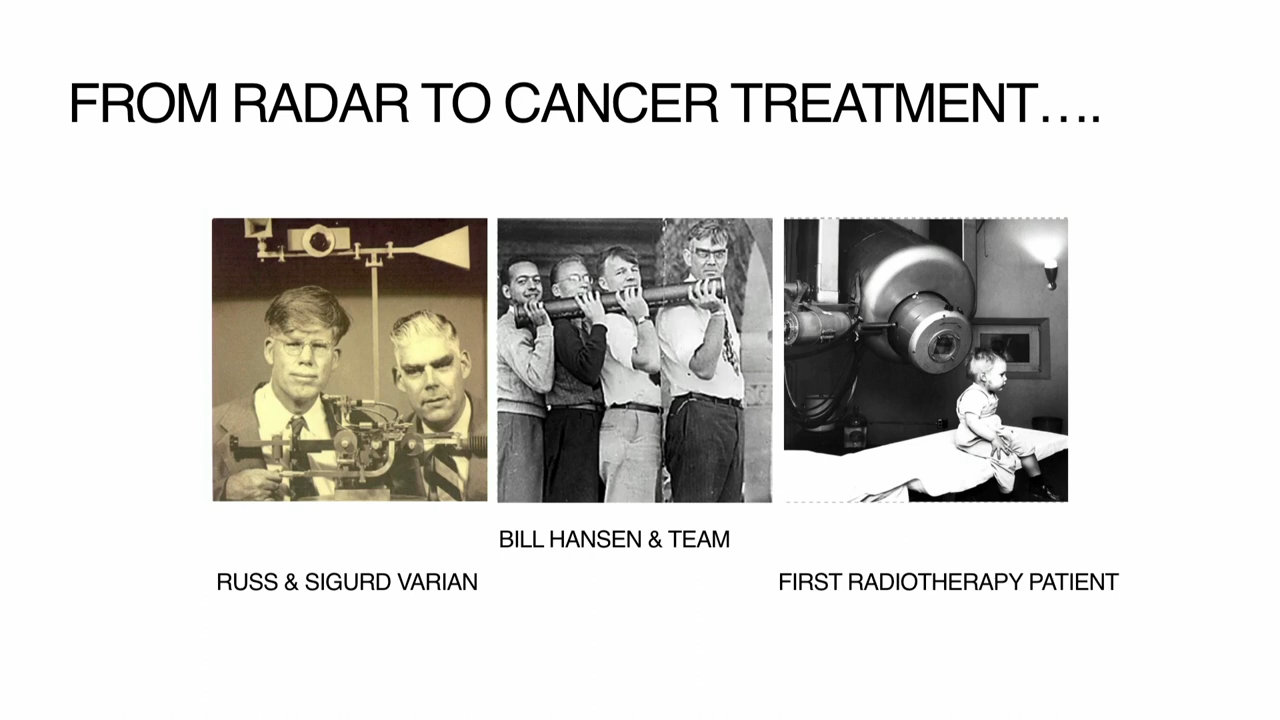 FROM RADAR TO CANCER TREATMENT….
BILL HANSEN & TEAM
RUSS & SIGURD VARIAN
FIRST RADIOTHERAPY PATIENT